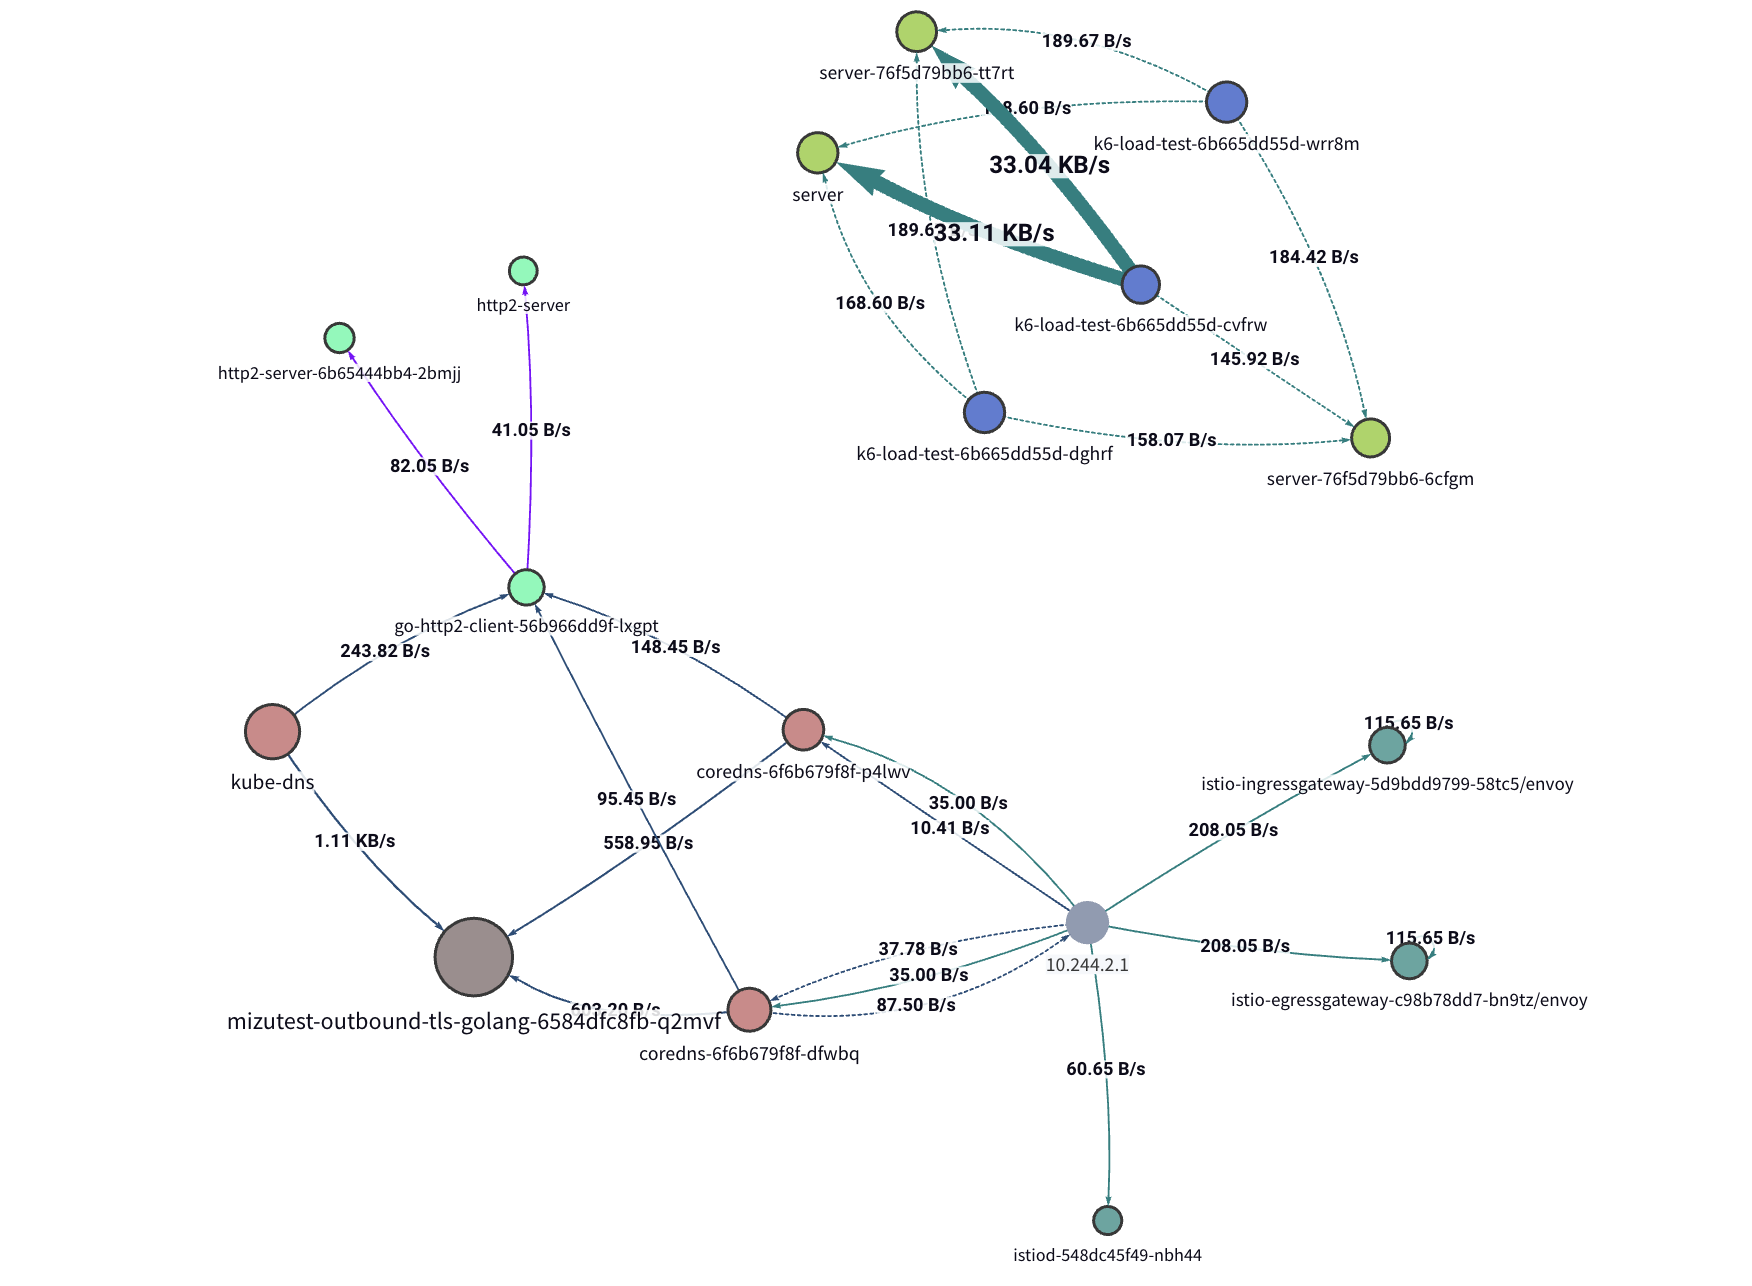 189.67 B/s
server-76f5d79bb6-tt7rt
8.60 B/s
k6-load-test-6b665dd55d-wrr8m
33.04 KB/s
server
189.6
33.11 KB/s
184.42 B/s
http2-server
168.60 B/s
k6-load-test-6b665dd55d-cvfrw
145.92 B/s
http2-server-6b65444bb4-2bmjj
41.05 B/s
158.07 B/s
k6-load-test-6b665dd55d-dghrf
82.05 B/s
server-76f5d79bb6-6cfgm
go-http2-client-56b966dd9f-lxgpt
243.82 B/s
148.45 B/s
115.65 B/s
kube-dns
coredns-6f6b679f8f-p4lwv
istio-ingressgateway-5d9bdd9799-58tc5/envoy
95.45 B/s
35.00 B/s
10.41 B/s
208.05 B/s
1.11 KB/s
558.95 B/s
115.65 B/s
37.78 B/s
208.05 B/s
10.244.2.1
35.00 B/s
istio-egressgateway-c98b78dd7-bn9tz/envoy
87.50 B/s
603.20 B/s
mizutest-outbound-tls-golang-6584dfc8fb-q2mvf
coredns-6f6b679f8f-dfwbq
60.65 B/s
istiod-548dc45f49-nbh44